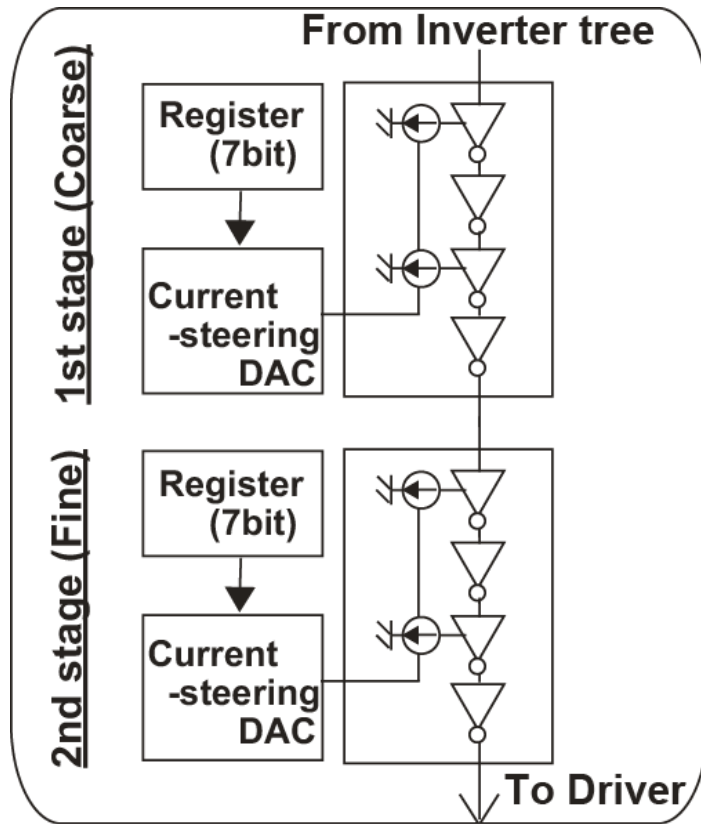 From Inverter tree
1st stage (Coarse)
Register
(7bit)
Current
-steering
DAC
2nd stage (Fine)
Register
(7bit)
Current
-steering
DAC
To Driver